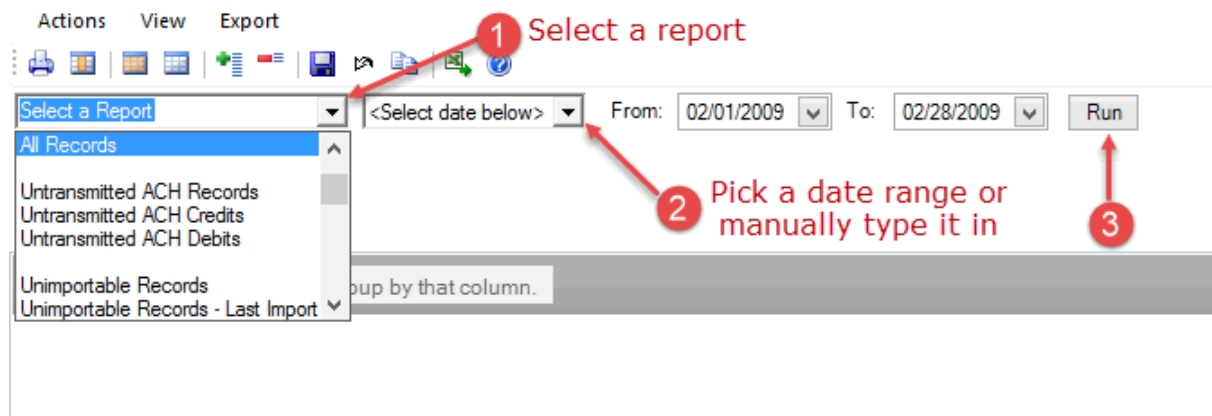 Actions View Export
1 Select a report
Select a Report <Select date below> From: 02/01/2009 To: 02/28/2009 Run
All Records
Untransmitted ACH Records
Untransmitted ACH Credits
Untransmitted ACH Debits
2 Pick a date range or
manually type it in
3
Unimportable Records
Unimportable Records - Last Import
oup by that column.